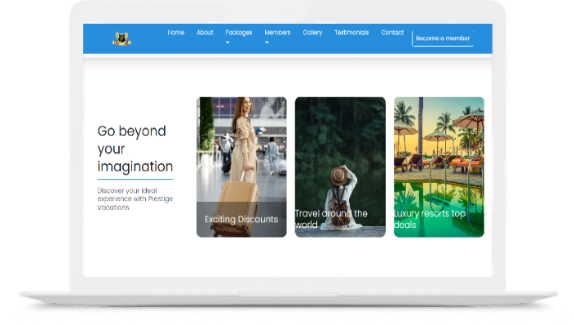 Home About Packages Members Gallery Testimonials Contact Become a member
Go beyond
your
imagination
Discover your ideal
experience with Prestige
Vacations
Exciting Discounts
Travel around the
world
Luxury resorts top
deals